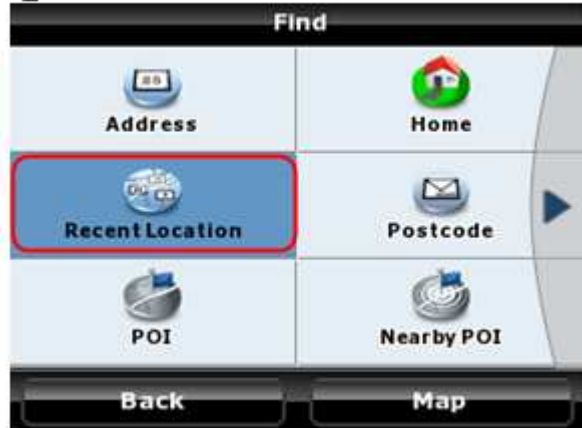 Find
Address
Home
Recent Location
Postcode
POI
Nearby POI
Back
Map